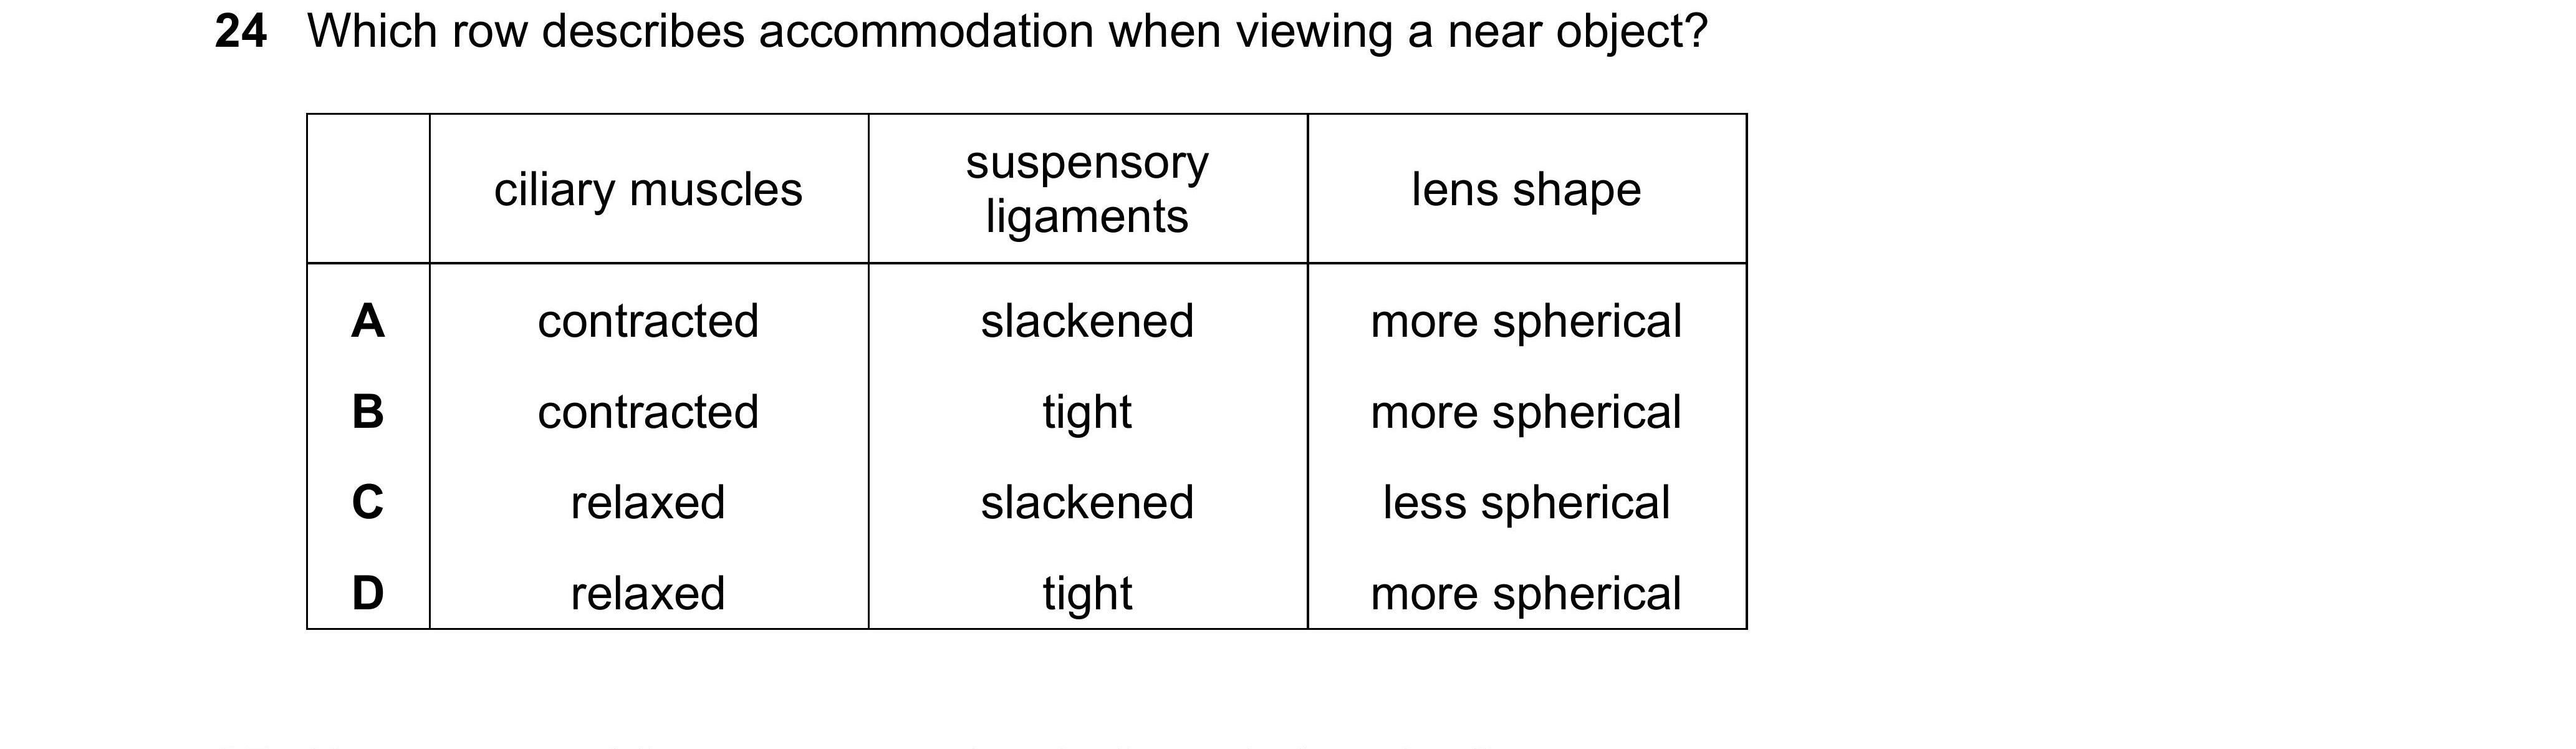 24 Which row describes accommodation when viewing a near object?
ciliary muscles suspensory ligaments lens shape
A contracted slackened more spherical
B contracted tight more spherical
C relaxed slackened less spherical
D relaxed tight more spherical